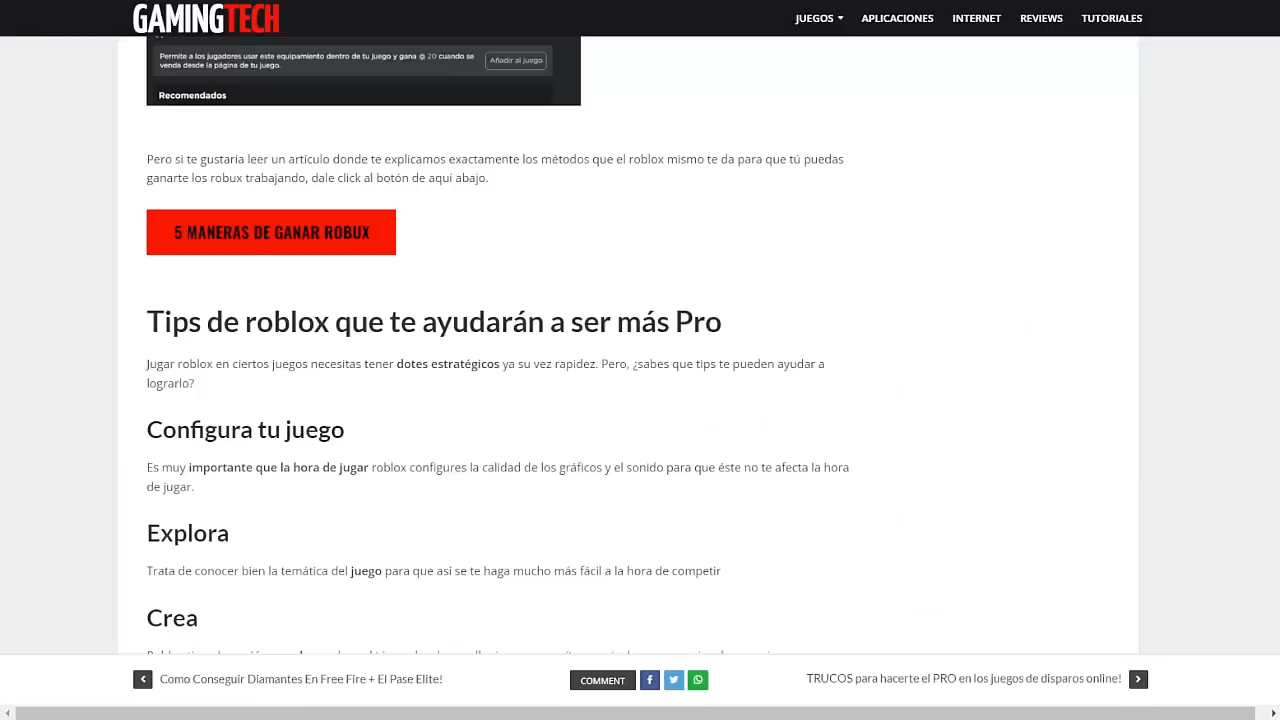 GAMINGTECH
JUEGOS APLICACIONES INTERNET REVIEWS TUTORIALES
Permite a los jugadores usar este equipamiento dentro de tu juego y gana 20 cuando se
venda desde la página de tu juego.
Añadir al juego
Recomendados
Pero si te gustaría leer un artículo donde te explicamos exactamente los métodos que el roblox mismo te da para que tú puedas
ganarte los robux trabajando, dale click al botón de aquí abajo.
5 MANERAS DE GANAR ROBUX
Tips de roblox que te ayudarán a ser más Pro
Jugar roblox en ciertos juegos necesitas tener dotes estratégicos ya su vez rapidez. Pero, ¿sabes que tips te pueden ayudar a
lograrlo?
Configura tu juego
Es muy importante que la hora de jugar roblox configures la calidad de los gráficos y el sonido para que éste no te afecta la hora
de jugar.
Explora
Trata de conocer bien la temática del juego para que así se te haga mucho más fácil a la hora de competir
Crea
Como Conseguir Diamantes En Free Fire + El Pase Elite!
COMMENT
TRUCOS para hacerte el PRO en los juegos de disparos online!